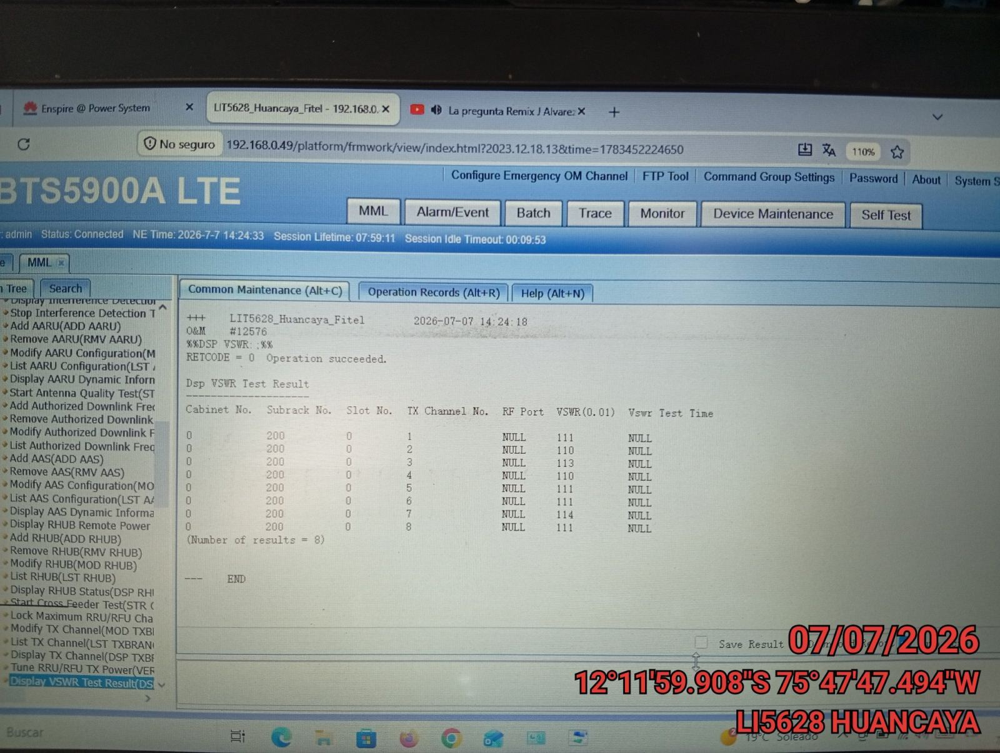 Enspire @ Power System
LIT5628_Huancaya_Fitel - 192.168.0.
La pregunta Remix J Alvarez
No seguro
192.168.0.49/platform/frmwork/view/index.html?2023.12.18.13&time=1783452224650
110%
BTS5900A LTE
Configure Emergency OM Channel | FTP Tool | Command Group Settings | Password | About | System S
MML
Alarm/Event
Batch
Trace
Monitor
Device Maintenance
Self Test
: admin Status: Connected NE Time: 2026-7-7 14:24:33 Session Lifetime: 07:59:11 Session Idle Timeout: 00:09:53
e
MML
n Tree
Search
Display Interference Detection
Stop Interference Detection T
Add AARU(ADD AARU)
Remove AARU(RMV AARU)
Modify AARU Configuration(M
List AARU Configuration(LST A
Display AARU Dynamic Inforn
Start Antenna Quality Test(ST
Add Authorized Downlink Fred
Remove Authorized Downlink
Modify Authorized Downlink F
List Authorized Downlink Freq
Add AAS(ADD AAS)
Remove AAS(RMV AAS)
Modify AAS Configuration(MO
List AAS Configuration(LST AA
Display AAS Dynamic Informa
Display RHUB Remote Power
Add RHUB(ADD RHUB)
Remove RHUB(RMV RHUB)
Modify RHUB(MOD RHUB)
List RHUB(LST RHUB)
Display RHUB Status(DSP RHU
Start Cross Feeder Test(STR C
Lock Maximum RRU/RFU Cha
Modify TX Channel(MOD TXBI
List TX Channel(LST TXBRAN
Display TX Channel(DSP TXBF
Tune RRU/RFU TX Power(VER
Display VSWR Test Result(DS
Common Maintenance (Alt+C)
Operation Records (Alt+R)
Help (Alt+N)
+++ LIT5628_Huancaya_Fitel 2026-07-07 14:24:18
O&M #12576
%%DSP VSWR: ;%%
RETCODE = 0 Operation succeeded.
Dsp VSWR Test Result
--------------------
Cabinet No. Subrack No. Slot No. TX Channel No. RF Port VSWR(0.01) Vswr Test Time
0 200 0 1 NULL 111 NULL
0 200 0 2 NULL 110 NULL
0 200 0 3 NULL 113 NULL
0 200 0 4 NULL 110 NULL
0 200 0 5 NULL 111 NULL
0 200 0 6 NULL 111 NULL
0 200 0 7 NULL 114 NULL
0 200 0 8 NULL 111 NULL
(Number of results = 8)
--- END
Save Result
07/07/2026
12°11'59.908"S 75°47'47.494"W
LI5628 HUANCAYA
Buscar
2
19°C Soleado